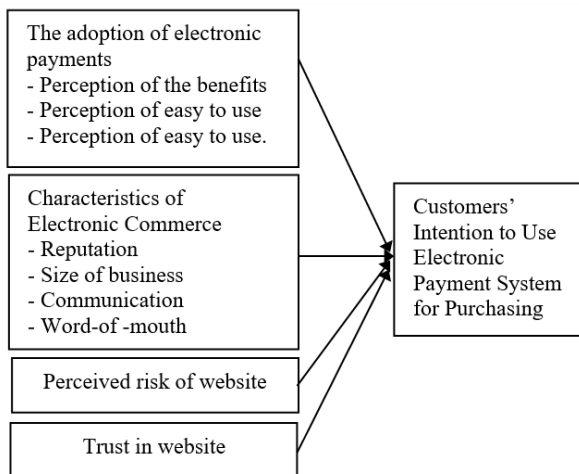 The adoption of electronic
payments
- Perception of the benefits
- Perception of easy to use
- Perception of easy to use.
Characteristics of
Electronic Commerce
- Reputation
- Size of business
- Communication
- Word-of -mouth
Perceived risk of website
Trust in website
Customers’
Intention to Use
Electronic
Payment System
for Purchasing